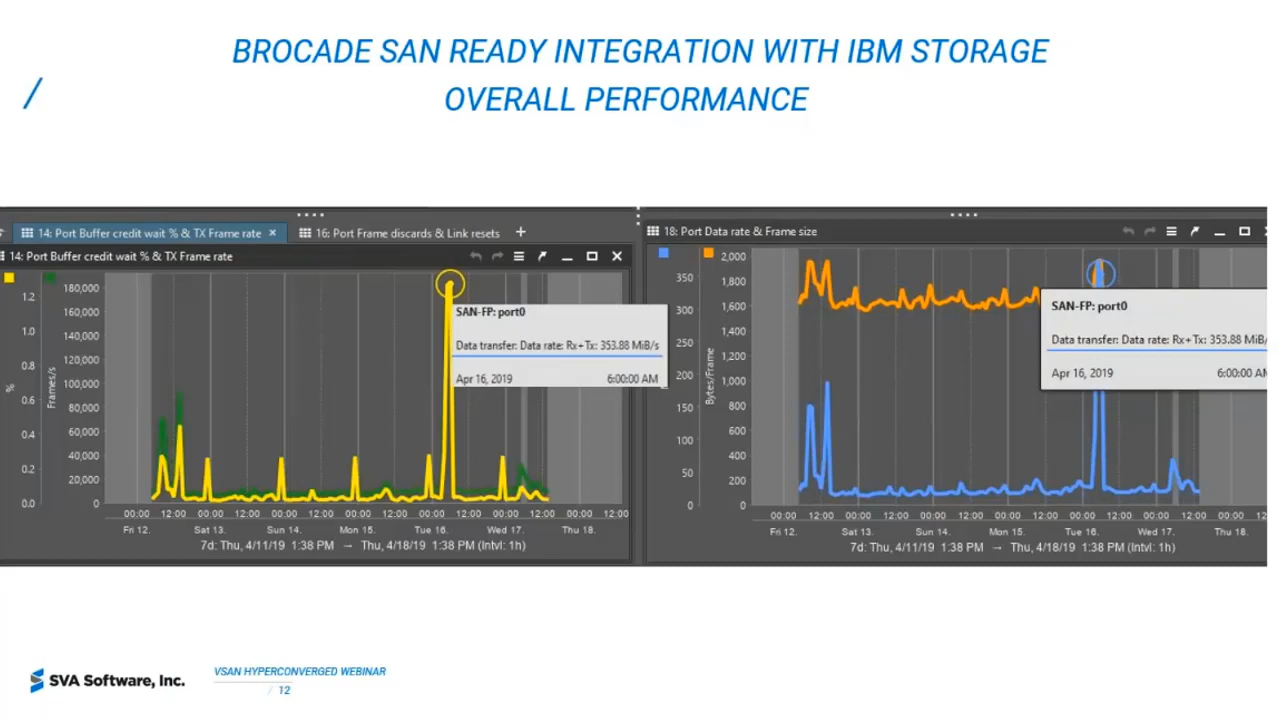 BROCADE SAN READY INTEGRATION WITH IBM STORAGE
OVERALL PERFORMANCE
14: Port Buffer credit wait % & TX Frame rate × 16: Port Frame discards & Link resets +
14: Port Buffer credit wait % & TX Frame rate
1.2
1.0
0.8
0.6
0.4
0.2
0.0
%
180,000
160,000
140,000
120,000
100,000
80,000
60,000
40,000
20,000
0
Frames/s
SAN-FP: port0
Data transfer: Data rate: Rx+Tx: 353.88 MiB/s
Apr 16, 2019 6:00:00 AM
00:00 12:00 00:00 12:00 00:00 12:00 00:00 12:00 00:00 12:00 00:00 12:00 00:00 12:00
Fri 12. Sat 13. Sun 14. Mon 15. Tue 16. Wed 17. Thu 18.
7d: Thu, 4/11/19 1:38 PM → Thu, 4/18/19 1:38 PM (Intvl: 1h)
18: Port Data rate & Frame size
350
300
250
200
150
100
50
0
2,000
1,800
1,600
1,400
1,200
1,000
800
600
400
200
0
Bytes/Frame
SAN-FP: port0
Data transfer: Data rate: Rx+Tx: 353.88 MiB/
Apr 16, 2019 6:00:00 AM
00:00 12:00 00:00 12:00 00:00 12:00 00:00 12:00 00:00 12:00 00:00 12:00 00:00 12:00
Fri 12. Sat 13. Sun 14. Mon 15. Tue 16. Wed 17. Thu 18.
7d: Thu, 4/11/19 1:38 PM → Thu, 4/18/19 1:38 PM (Intvl: 1h)
SVA Software, Inc.
VSAN HYPERCONVERGED WEBINAR
/ 12